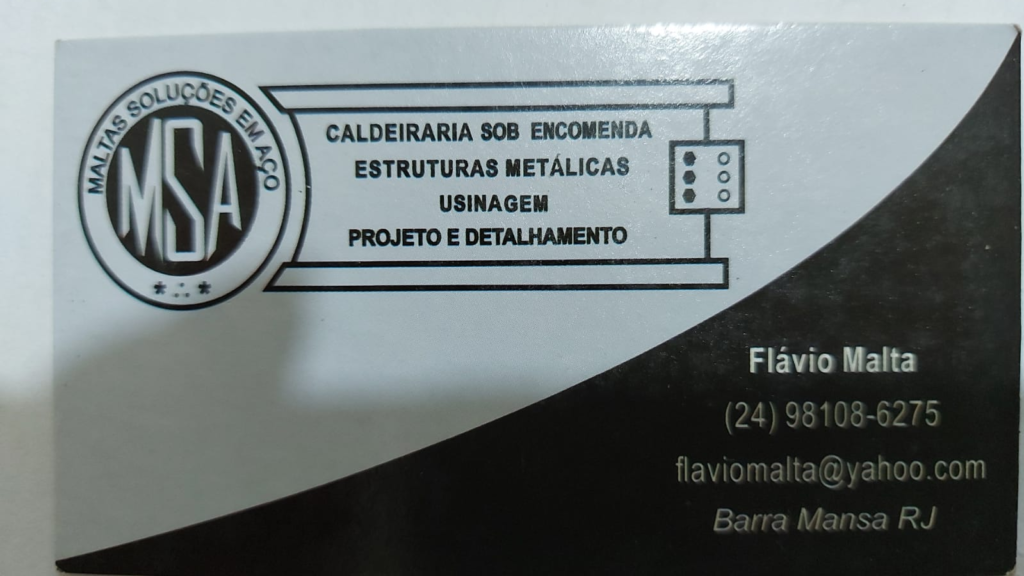 MALTAS SOLUÇÕES EM AÇO
MSA
CALDEIRARIA SOB ENCOMENDA
ESTRUTURAS METÁLICAS
USINAGEM
PROJETO E DETALHAMENTO
Flávio Malta
(24) 98108-6275
flaviomalta@yahoo.com
Barra Mansa RJ